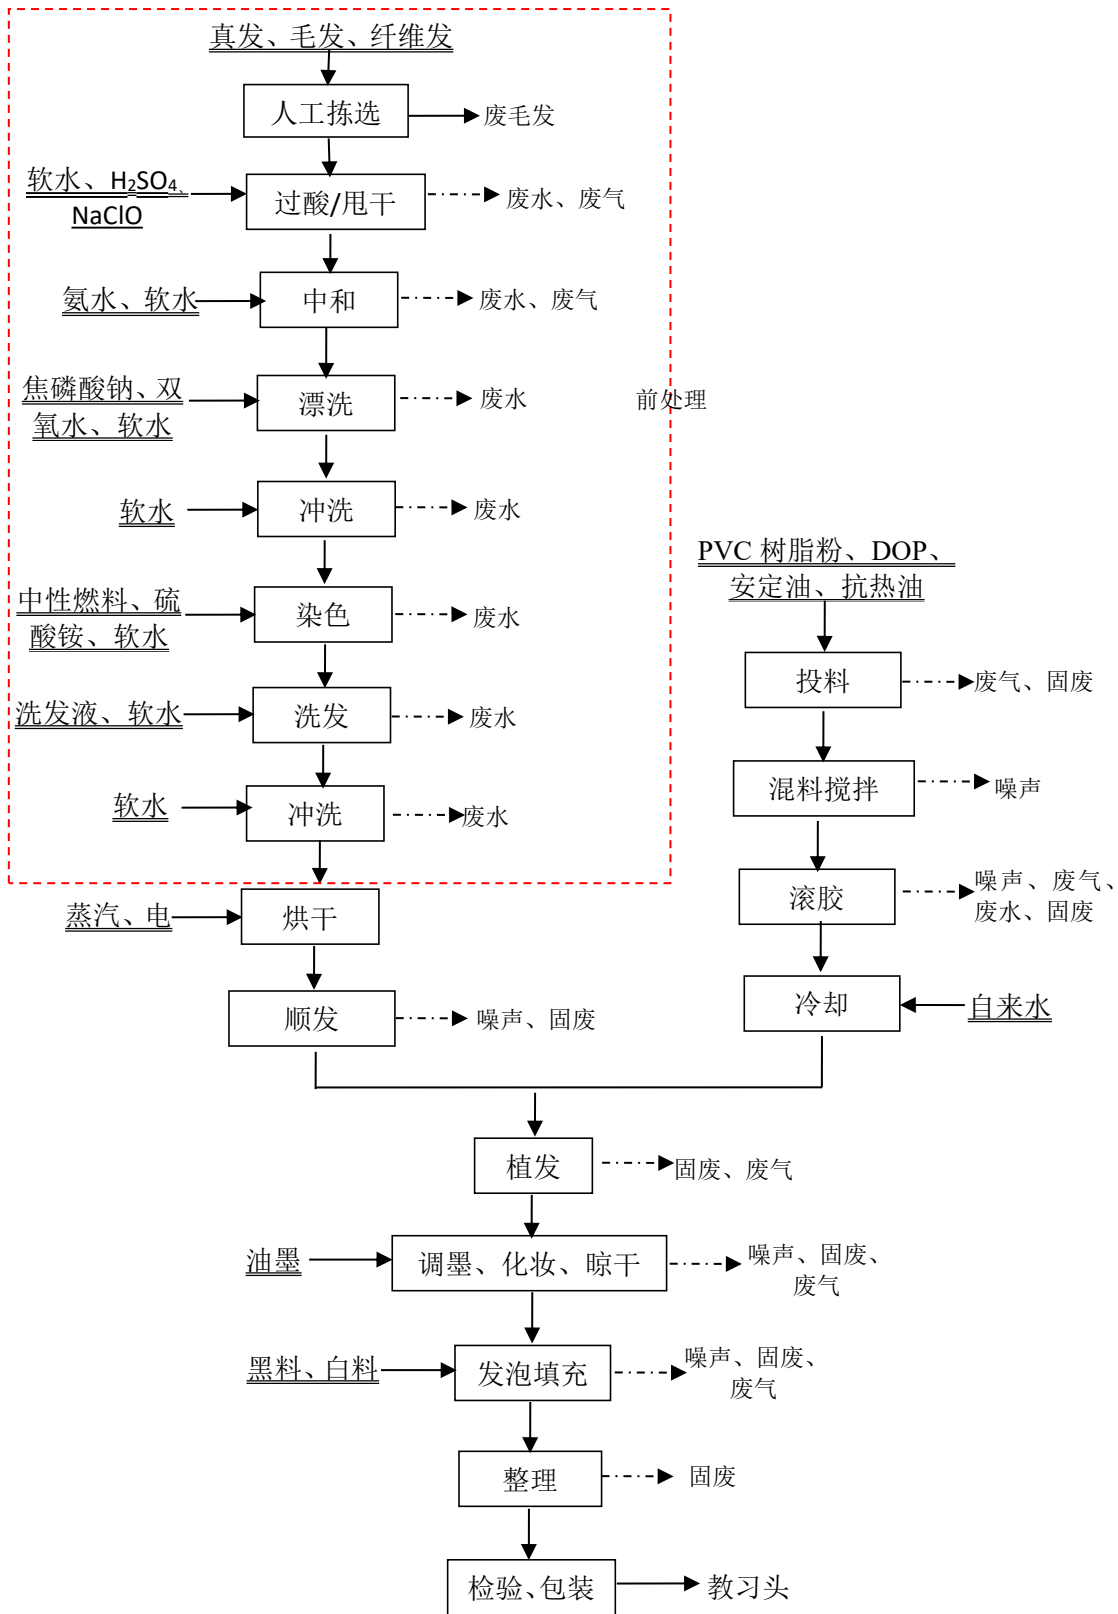 真发、毛发、纤维发
人工拣选
废毛发
软水、H₂SO₄、
NaClO
过酸/甩干
废水、废气
氨水、软水
中和
废水、废气
焦磷酸钠、双
氧水、软水
漂洗
废水
前处理
软水
冲洗
废水
中性燃料、硫
酸铵、软水
染色
废水
洗发液、软水
洗发
废水
软水
冲洗
废水
蒸汽、电
烘干
顺发
噪声、固废
PVC 树脂粉、DOP、
安定油、抗热油
投料
废气、固废
混料搅拌
噪声
滚胶
噪声、废气、
废水、固废
冷却
自来水
植发
固废、废气
油墨
调墨、化妆、晾干
噪声、固废、
废气
黑料、白料
发泡填充
噪声、固废、
废气
整理
固废
检验、包装
教习头